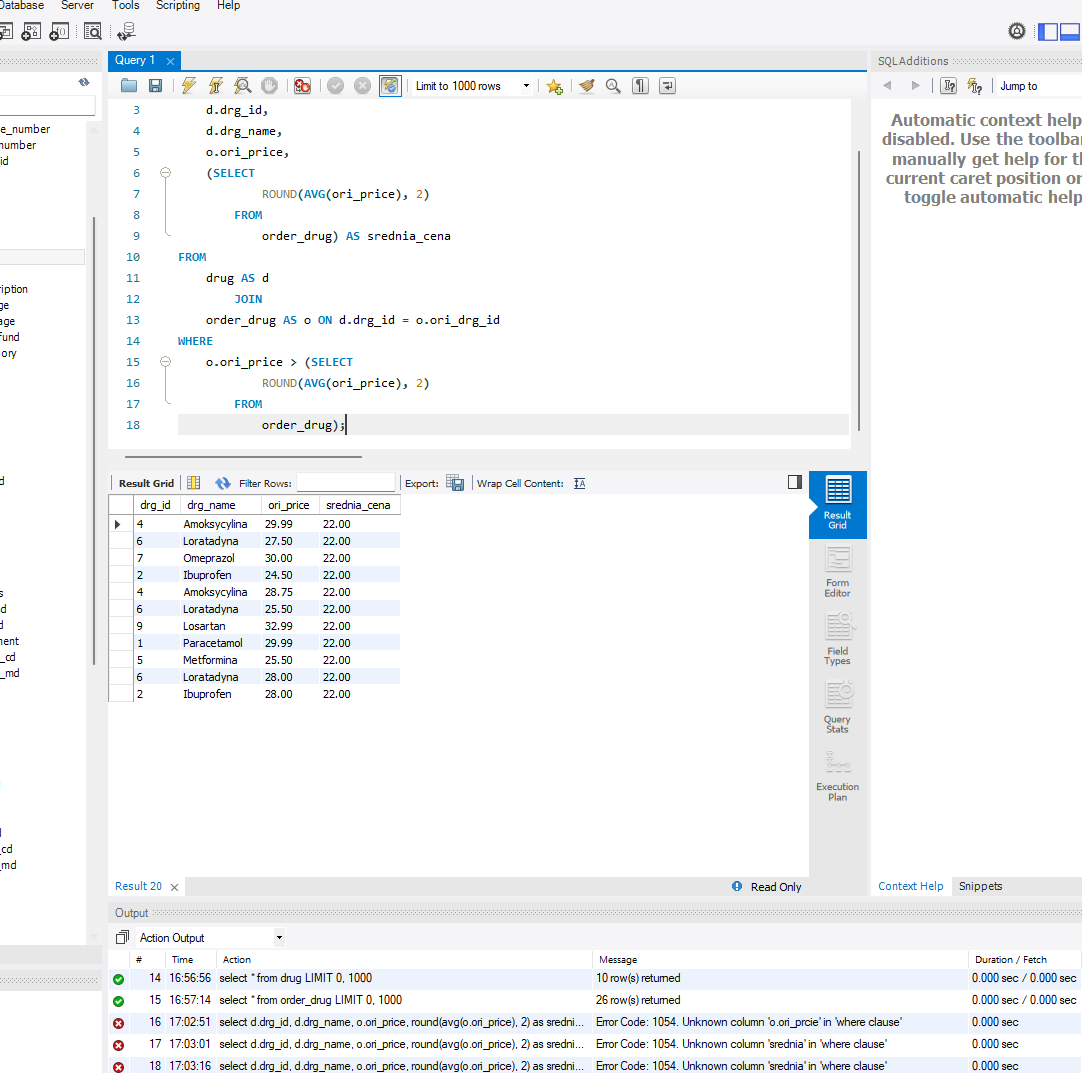 Database Server Tools Scripting Help
Query 1
SQLAdditions
Limit to 1000 rows
Jump to
3 d.drg_id,
4 d.drg_name,
5 o.ori_price,
6 (SELECT
7 ROUND(AVG(ori_price), 2)
8 FROM
9 order_drug) AS srednia_cena
10 FROM
11 drug AS d
12 JOIN
13 order_drug AS o ON d.drg_id = o.ori_drg_id
14 WHERE
15 o.ori_price > (SELECT
16 ROUND(AVG(ori_price), 2)
17 FROM
18 order_drug);
Automatic context help
disabled. Use the toolbar
manually get help for th
current caret position or
toggle automatic help
e_number
number
id
ription
ge
age
fund
ory
d
s
d
d
ment
_cd
_md
d
_cd
_md
Result Grid Filter Rows: Export: Wrap Cell Content:
drg_id drg_name ori_price srednia_cena
4 Amoksycylina 29.99 22.00
6 Loratadyna 27.50 22.00
7 Omeprazol 30.00 22.00
2 Ibuprofen 24.50 22.00
4 Amoksycylina 28.75 22.00
6 Loratadyna 25.50 22.00
9 Losartan 32.99 22.00
1 Paracetamol 29.99 22.00
5 Metformina 25.50 22.00
6 Loratadyna 28.00 22.00
2 Ibuprofen 28.00 22.00
Result
Grid
Form
Editor
Field
Types
Query
Stats
Execution
Plan
Result 20
Read Only
Context Help Snippets
Output
Action Output
# Time Action Message Duration / Fetch
14 16:56:56 select * from drug LIMIT 0, 1000 10 row(s) returned 0.000 sec / 0.000 sec
15 16:57:14 select * from order_drug LIMIT 0, 1000 26 row(s) returned 0.000 sec / 0.000 sec
16 17:02:51 select d.drg_id, d.drg_name, o.ori_price, round(avg(o.ori_price), 2) as sredni... Error Code: 1054. Unknown column 'o.ori_prcie' in 'where clause' 0.000 sec
17 17:03:01 select d.drg_id, d.drg_name, o.ori_price, round(avg(o.ori_price), 2) as sredni... Error Code: 1054. Unknown column 'srednia' in 'where clause' 0.000 sec
18 17:03:16 select d.drg_id, d.drg_name, o.ori_price, round(avg(o.ori_price), 2) as sredni... Error Code: 1054. Unknown column 'srednia' in 'where clause' 0.000 sec